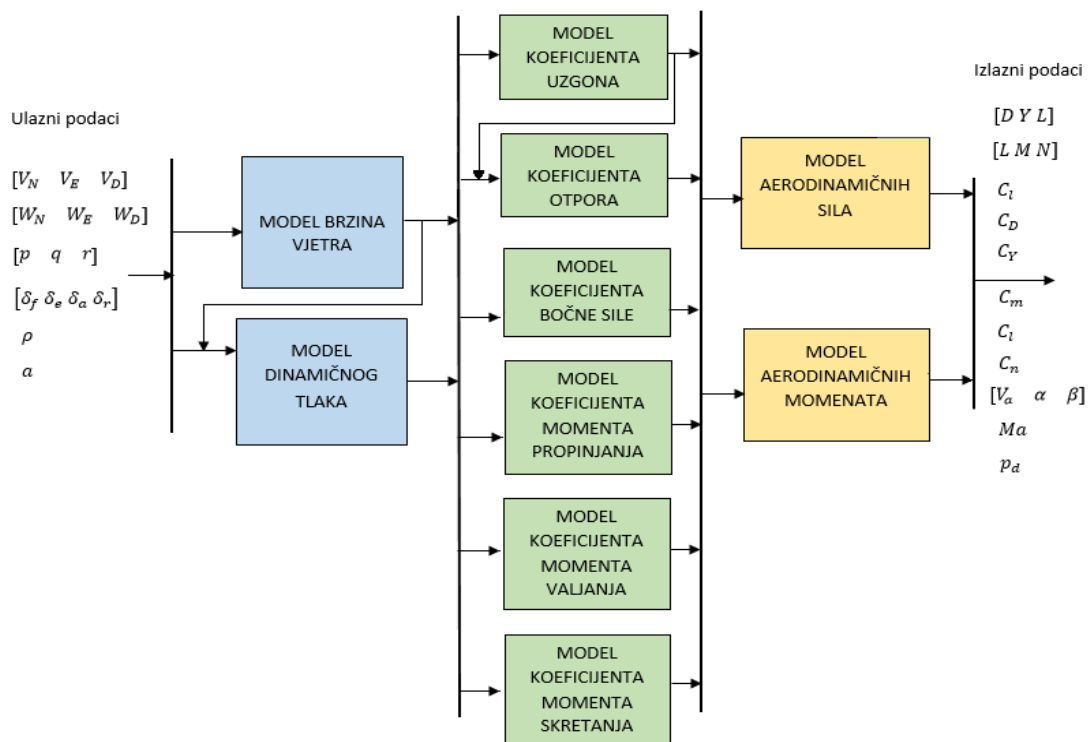 Ulazni podaci
[V_N V_E V_D]
[W_N W_E W_D]
[p q r]
[δ_f δ_e δ_a δ_r]
ρ
a
MODEL BRZINA
VJETRA
MODEL
DINAMIČNOG
TLAKA
MODEL
KOEFICIJENTA
UZGONA
MODEL
KOEFICIJENTA
OTPORA
MODEL
KOEFICIJENTA
BOČNE SILE
MODEL
KOEFICIJENTA
MOMENTA
PROPINJANJA
MODEL
KOEFICIJENTA
MOMENTA
VALJANJA
MODEL
KOEFICIJENTA
MOMENTA
SKRETANJA
MODEL
AERODINAMIČNIH
SILA
MODEL
AERODINAMIČNIH
MOMENATA
Izlazni podaci
[D Y L]
[L M N]
C_l
C_D
C_Y
C_m
C_l
C_n
[V_a α β]
Ma
p_d